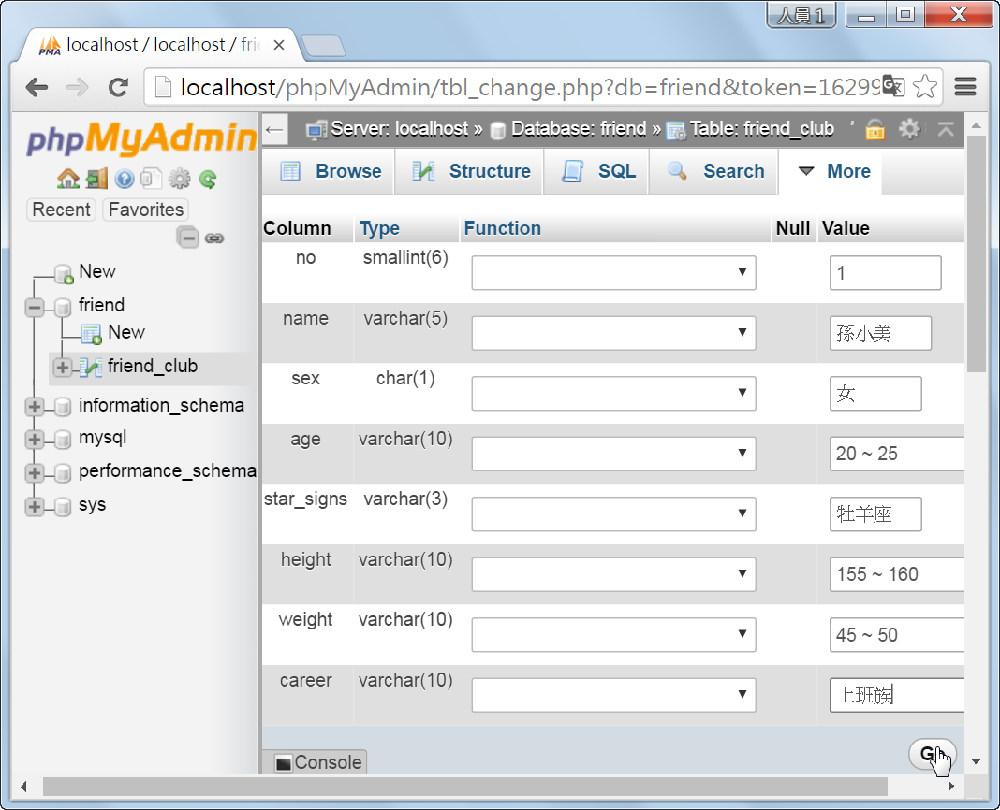 人員 1
PMA localhost / localhost / frie
localhost/phpMyAdmin/tbl_change.php?db=friend&token=16299
phpMyAdmin
Recent Favorites
New
friend
New
friend_club
information_schema
mysql
performance_schema
sys
Server: localhost » Database: friend » Table: friend_club
Browse Structure SQL Search More
Column Type Function Null Value
no smallint(6) 1
name varchar(5) 孫小美
sex char(1) 女
age varchar(10) 20 ~ 25
star_signs varchar(3) 牡羊座
height varchar(10) 155 ~ 160
weight varchar(10) 45 ~ 50
career varchar(10) 上班族
Console
Go